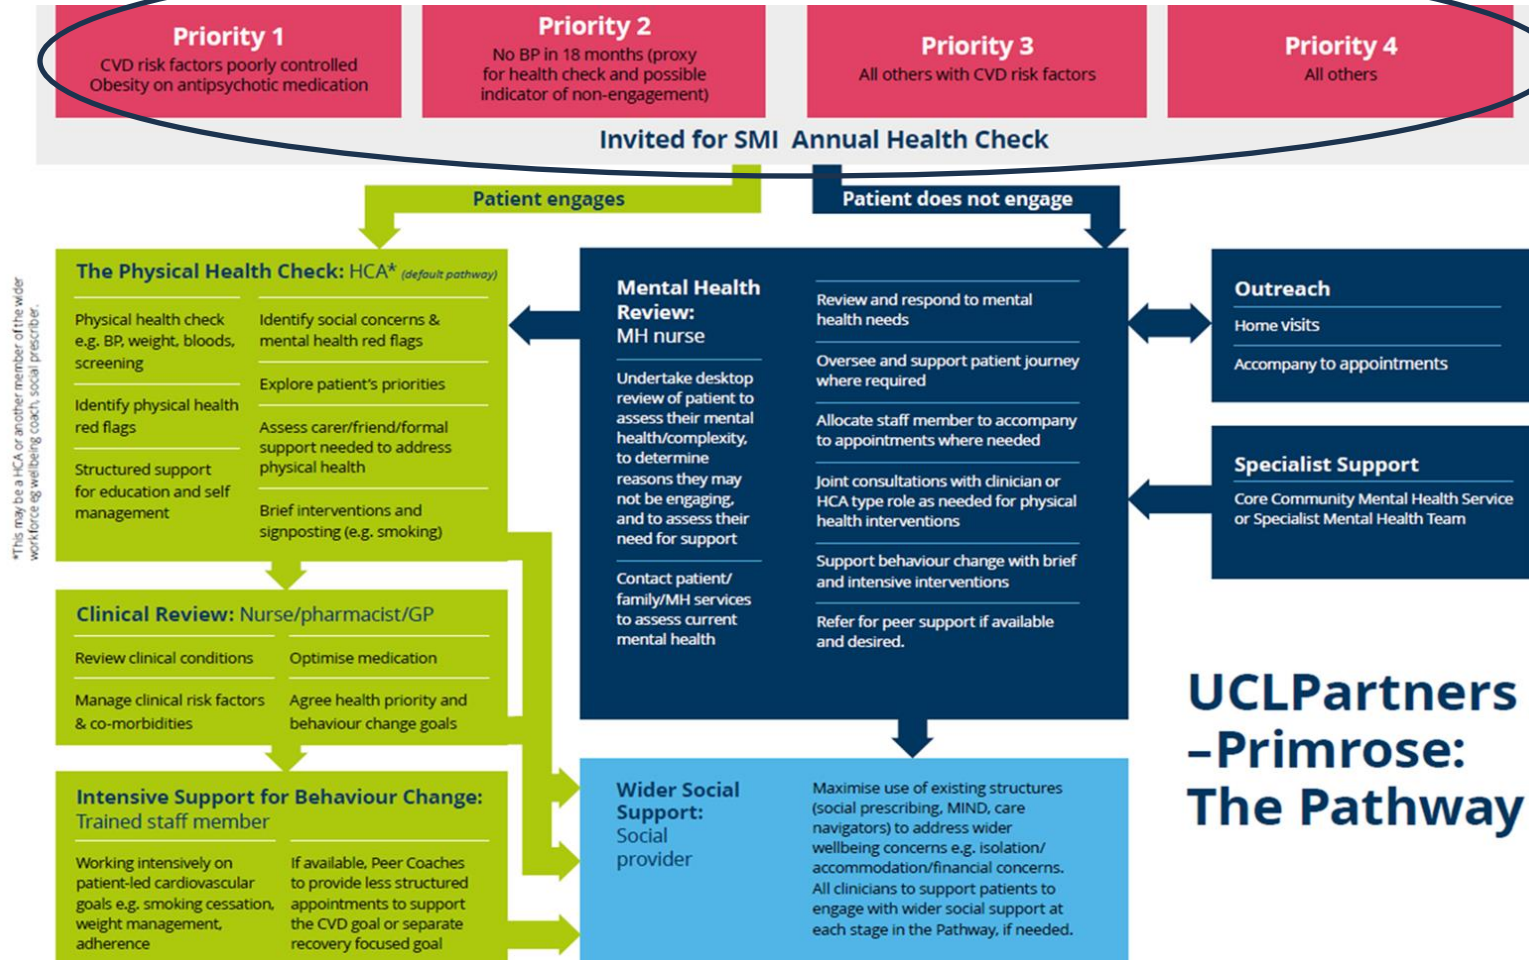 Priority 1
CVD risk factors poorly controlled
Obesity on antipsychotic medication
Priority 2
No BP in 18 months (proxy
for health check and possible
indicator of non-engagement)
Priority 3
All others with CVD risk factors
Priority 4
All others
Invited for SMI Annual Health Check
Patient engages
Patient does not engage
*This may be a HCA or another member of the wider
workforce eg wellbeing coach, social prescriber.
The Physical Health Check: HCA* (default pathway)
Physical health check
e.g. BP, weight, bloods,
screening
Identify physical health
red flags
Structured support
for education and self
management
Identify social concerns &
mental health red flags
Explore patient's priorities
Assess carer/friend/formal
support needed to address
physical health
Brief interventions and
signposting (e.g. smoking)
Clinical Review: Nurse/pharmacist/GP
Review clinical conditions
Manage clinical risk factors
& co-morbidities
Optimise medication
Agree health priority and
behaviour change goals
Intensive Support for Behaviour Change:
Trained staff member
Working intensively on
patient-led cardiovascular
goals e.g. smoking cessation,
weight management,
adherence
If available, Peer Coaches
to provide less structured
appointments to support
the CVD goal or separate
recovery focused goal
Mental Health
Review:
MH nurse
Undertake desktop
review of patient to
assess their mental
health/complexity,
to determine
reasons they may
not be engaging,
and to assess their
need for support
Contact patient/
family/MH services
to assess current
mental health
Review and respond to mental
health needs
Oversee and support patient journey
where required
Allocate staff member to accompany
to appointments where needed
Joint consultations with clinician or
HCA type role as needed for physical
health interventions
Support behaviour change with brief
and intensive interventions
Refer for peer support if available
and desired.
Wider Social
Support:
Social
provider
Maximise use of existing structures
(social prescribing, MIND, care
navigators) to address wider
wellbeing concerns e.g. isolation/
accommodation/financial concerns.
All clinicians to support patients to
engage with wider social support at
each stage in the Pathway, if needed.
Outreach
Home visits
Accompany to appointments
Specialist Support
Core Community Mental Health Service
or Specialist Mental Health Team
UCLPartners
–Primrose:
The Pathway